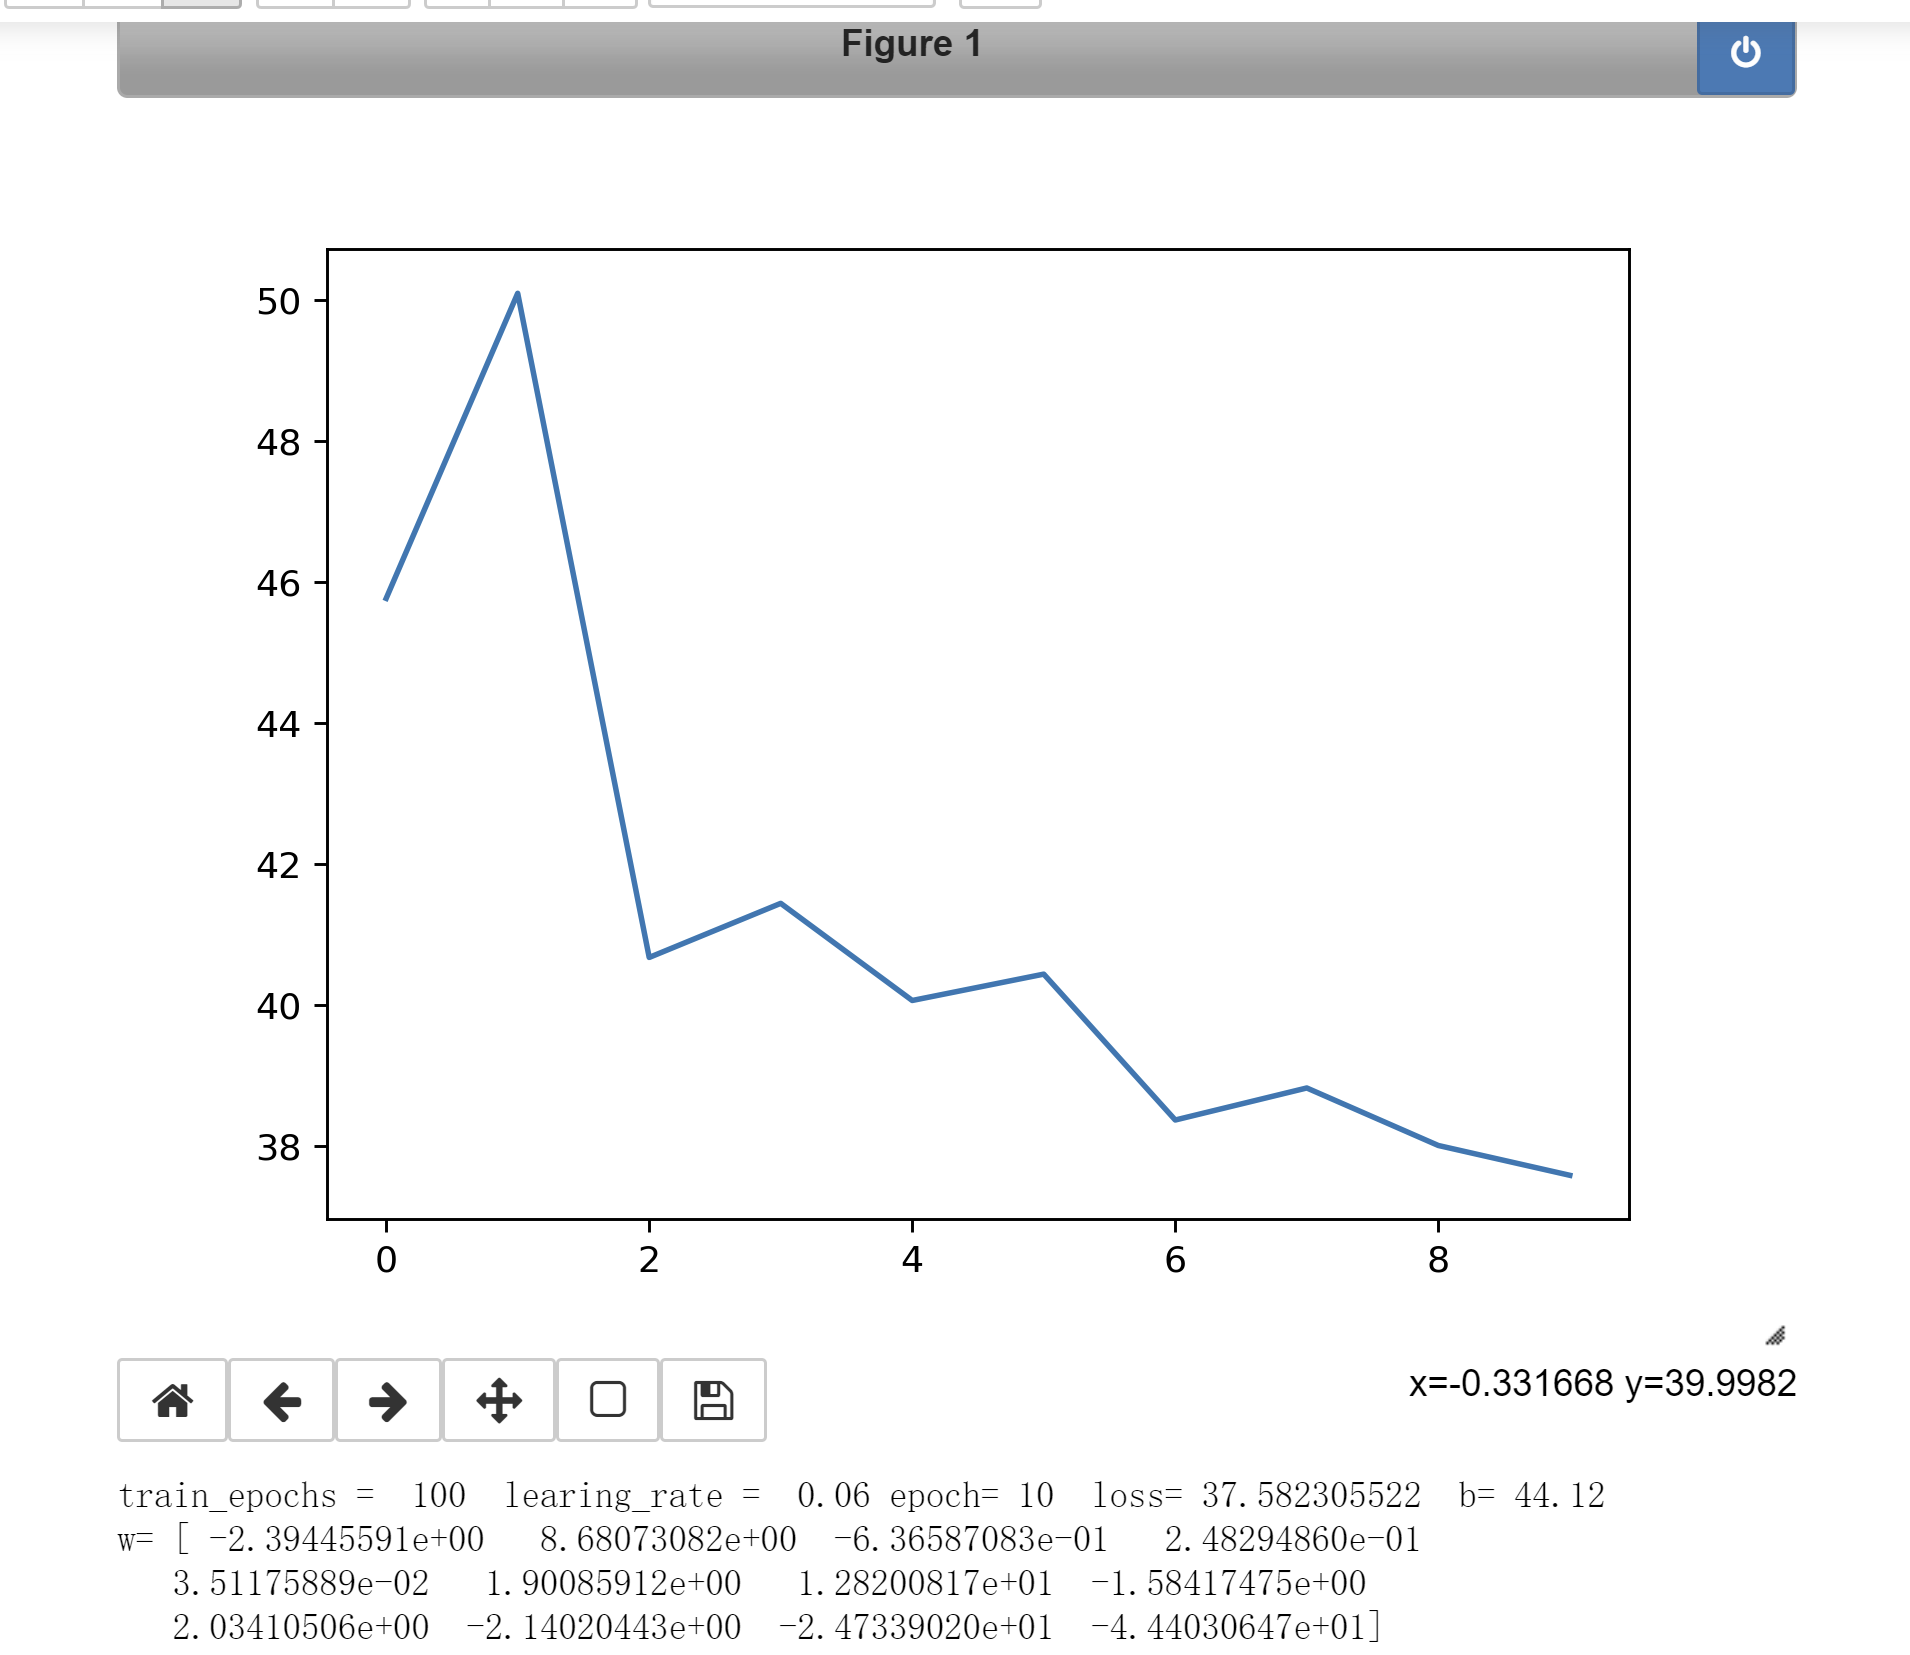 Figure 1
50
48
46
44
42
40
38
0 2 4 6 8
x=-0.331668 y=39.9982
train_epochs =  100  learing_rate =  0.06 epoch= 10  loss= 37.582305522  b= 44.12
w= [ -2.39445591e+00   8.68073082e+00  -6.36587083e-01   2.48294860e-01
   3.51175889e-02   1.90085912e+00   1.28200817e+01  -1.58417475e+00
   2.03410506e+00  -2.14020443e+00  -2.47339020e+01  -4.44030647e+01]